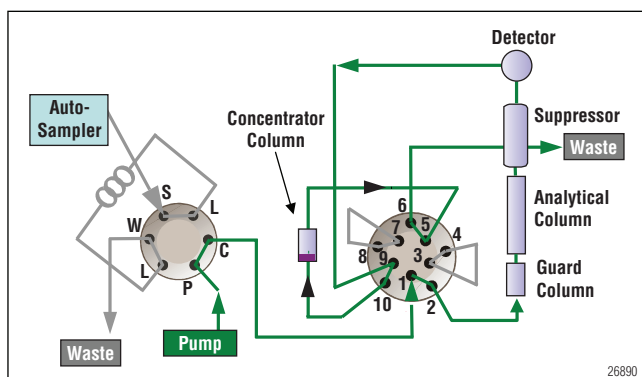 Detector
Auto-
Sampler
Concentrator
Column
Suppressor
Waste
S
L
W
C
L
P
6
5
7
4
8
3
9
1
10
2
Analytical
Column
Guard
Column
Pump
Waste
26890